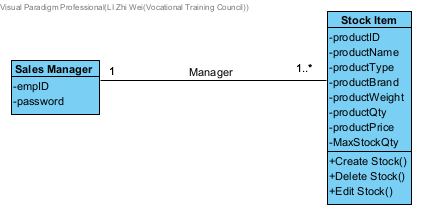 Visual Paradigm Professional(LI Zhi Wei(Vocational Training Council))
Stock Item
-productID
-productName
-productType
-productBrand
-productWeight
-productQty
-productPrice
-MaxStockQty
+Create Stock()
+Delete Stock()
+Edit Stock()
Sales Manager
-empID
-password
1
Manager
1..*